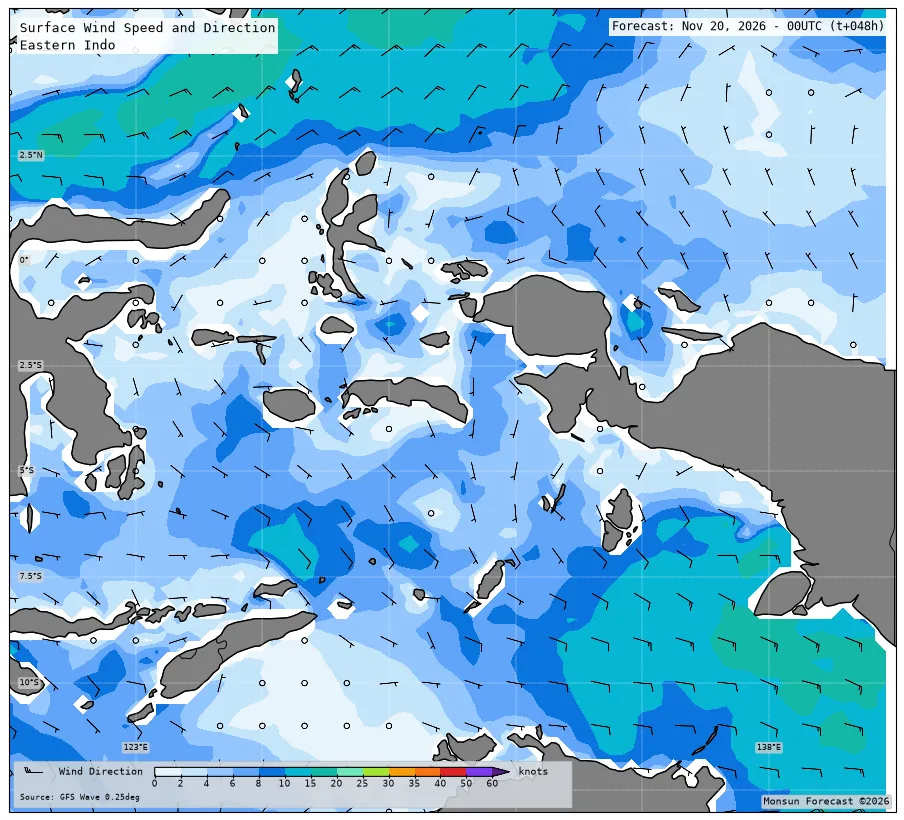 Surface Wind Speed and Direction
Eastern Indo
Forecast: Nov 20, 2026 - 00UTC (t+048h)
2.5°N
0°
2.5°S
5°S
7.5°S
10°S
123°E
138°E
Wind Direction
0 2 4 6 8 10 15 20 25 30 35 40 50 60
knots
Source: GFS Wave 0.25deg
Monsun Forecast ©2026